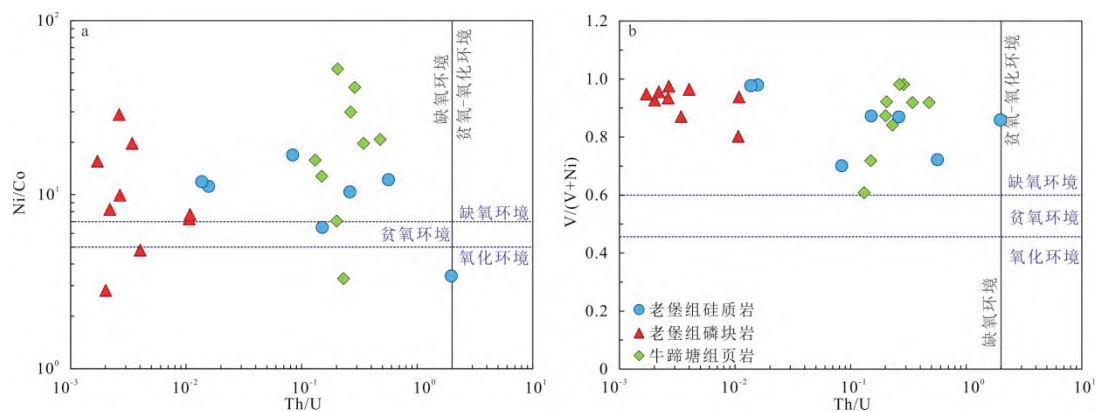 10²
a
缺氧环境
贫氧-氧化环境
Ni/Co
10¹
缺氧环境
贫氧环境
氧化环境
10⁰
10⁻³
10⁻²
10⁻¹
10⁰
10¹
Th/U
1.2
b
贫氧-氧化环境
1.0
0.8
V/(V+Ni)
缺氧环境
0.6
贫氧环境
0.4
氧化环境
老堡组硅质岩
缺氧环境
0.2
老堡组磷块岩
牛蹄塘组页岩
0
10⁻³
10⁻²
10⁻¹
10⁰
10¹
Th/U